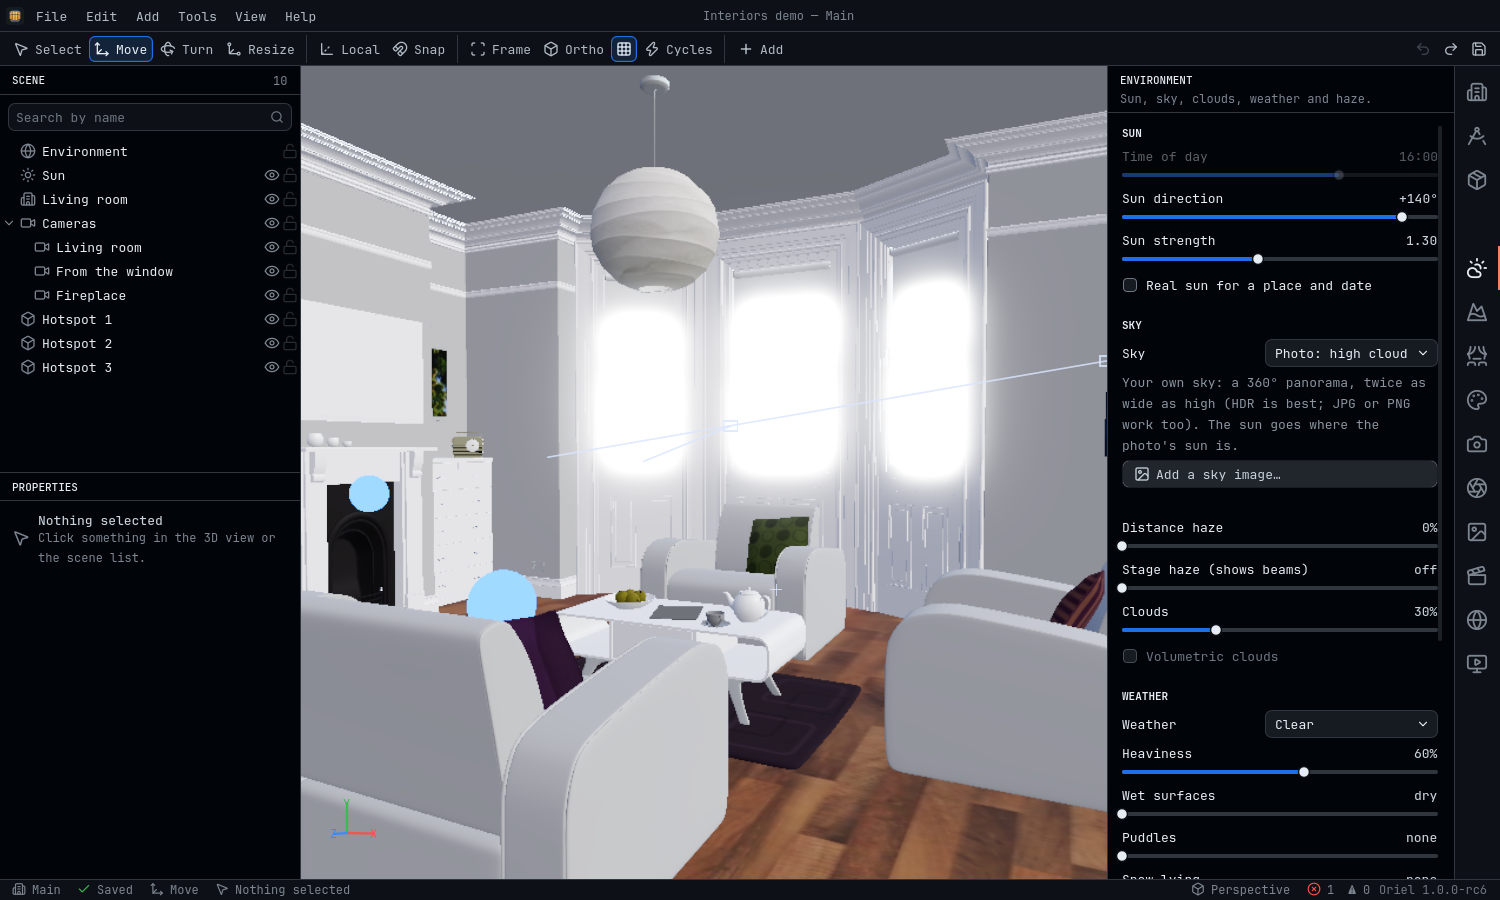 File Edit Add Tools View Help
Interiors demo — Main
Select Move Turn Resize Local Snap Frame Ortho Cycles Add
SCENE 10
Search by name
Environment
Sun
Living room
Cameras
Living room
From the window
Fireplace
Hotspot 1
Hotspot 2
Hotspot 3
PROPERTIES
Nothing selected
Click something in the 3D view or
the scene list.
Y
Z X
ENVIRONMENT
Sun, sky, clouds, weather and haze.
SUN
Time of day 16:00
Sun direction +140°
Sun strength 1.30
Real sun for a place and date
SKY
Sky Photo: high cloud
Your own sky: a 360° panorama, twice as
wide as high (HDR is best; JPG or PNG
work too). The sun goes where the
photo's sun is.
Add a sky image…
Distance haze 0%
Stage haze (shows beams) off
Clouds 30%
Volumetric clouds
WEATHER
Weather Clear
Heaviness 60%
Wet surfaces dry
Puddles none
Snow lying none
Main Saved Move Nothing selected
Perspective 1 0 Oriel 1.0.0-rc6